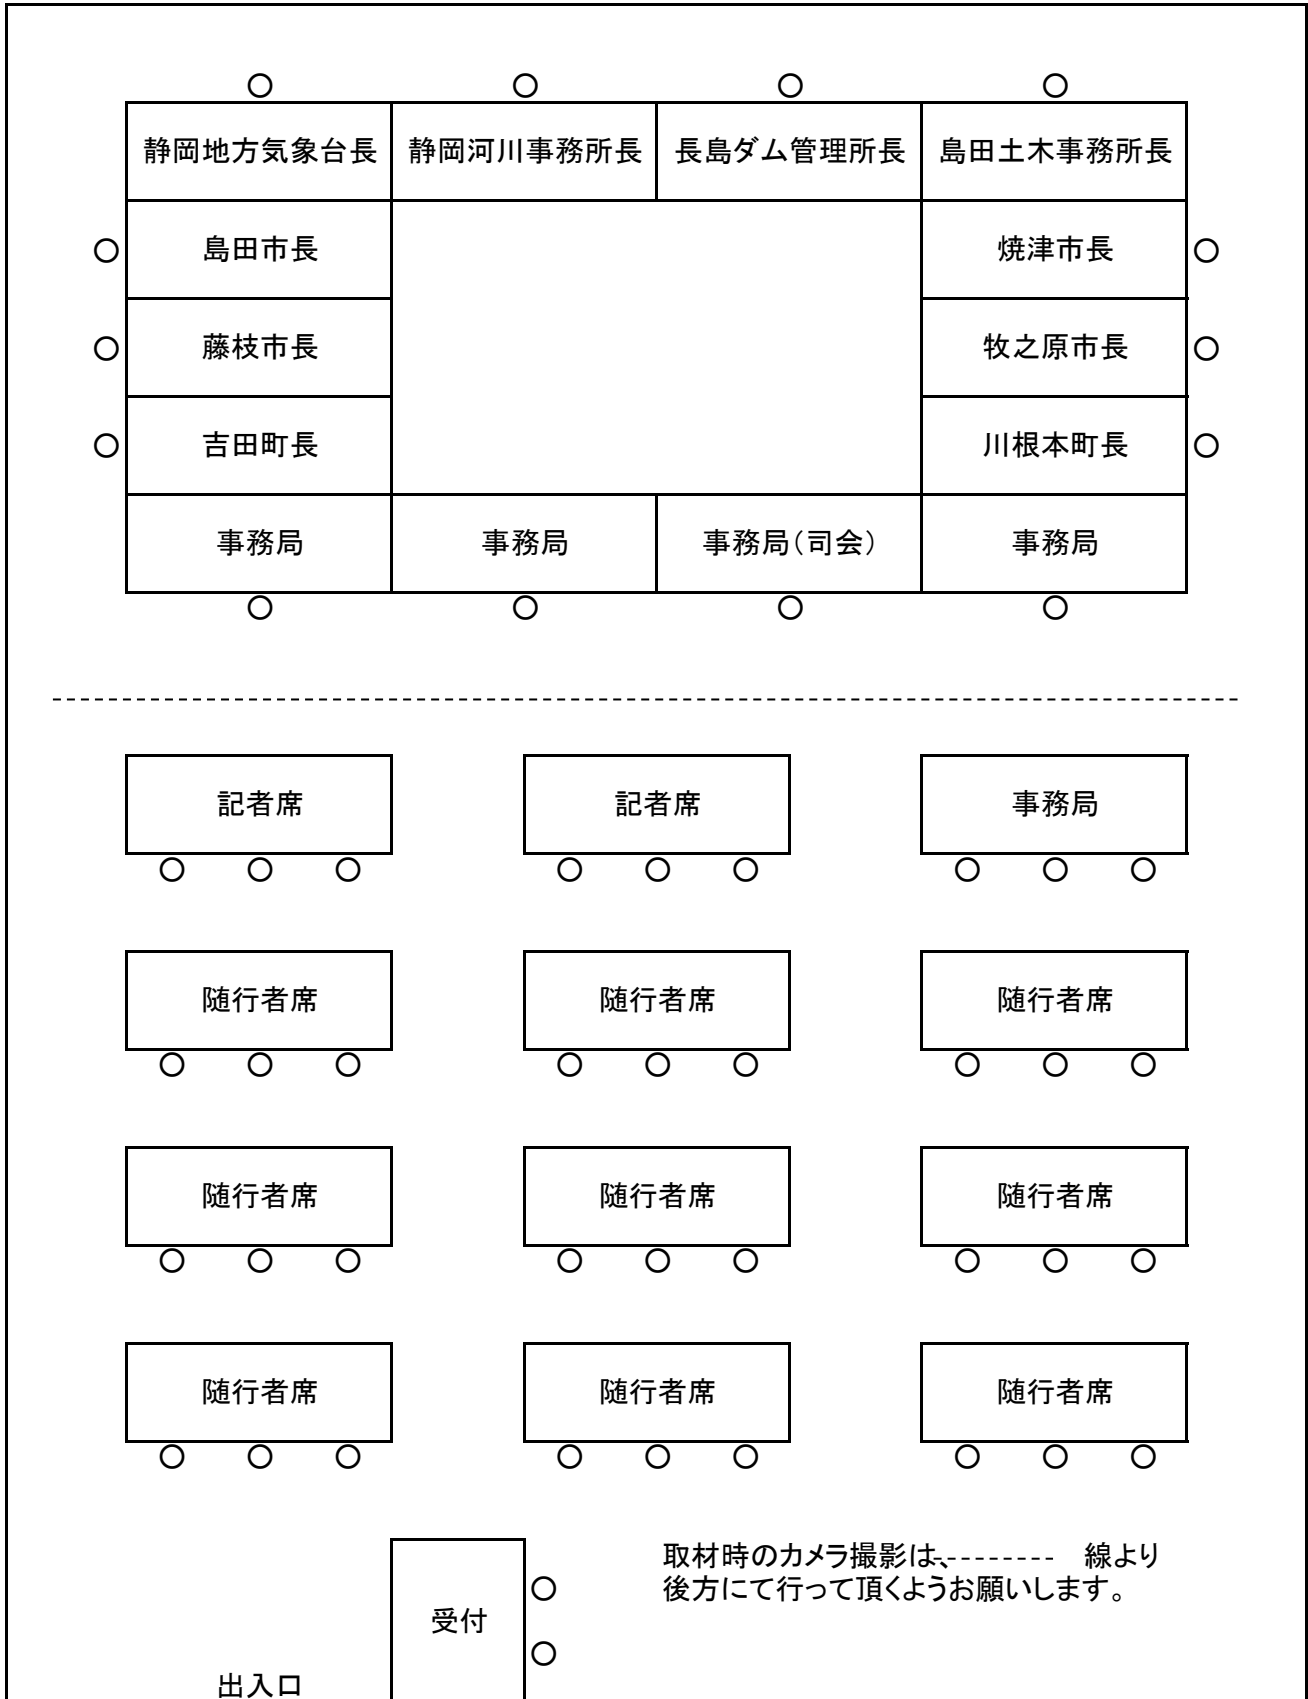 静岡地方気象台長 静岡河川事務所長 長島ダム管理所長 島田土木事務所長
島田市長 焼津市長
藤枝市長 牧之原市長
吉田町長 川根本町長
事務局 事務局 事務局(司会) 事務局
記者席 記者席 事務局
随行者席 随行者席 随行者席
随行者席 随行者席 随行者席
随行者席 随行者席 随行者席
取材時のカメラ撮影は、-------- 線より
後方にて行って頂くようお願いします。
受付
出入口